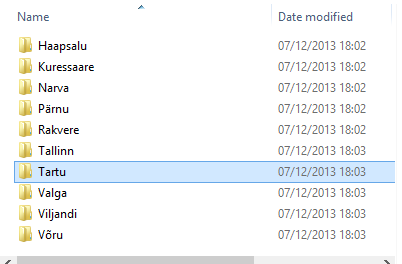 Name Date modified
Haapsalu 07/12/2013 18:02
Kuressaare 07/12/2013 18:02
Narva 07/12/2013 18:02
Pärnu 07/12/2013 18:02
Rakvere 07/12/2013 18:02
Tallinn 07/12/2013 18:03
Tartu 07/12/2013 18:03
Valga 07/12/2013 18:03
Viljandi 07/12/2013 18:03
Võru 07/12/2013 18:03